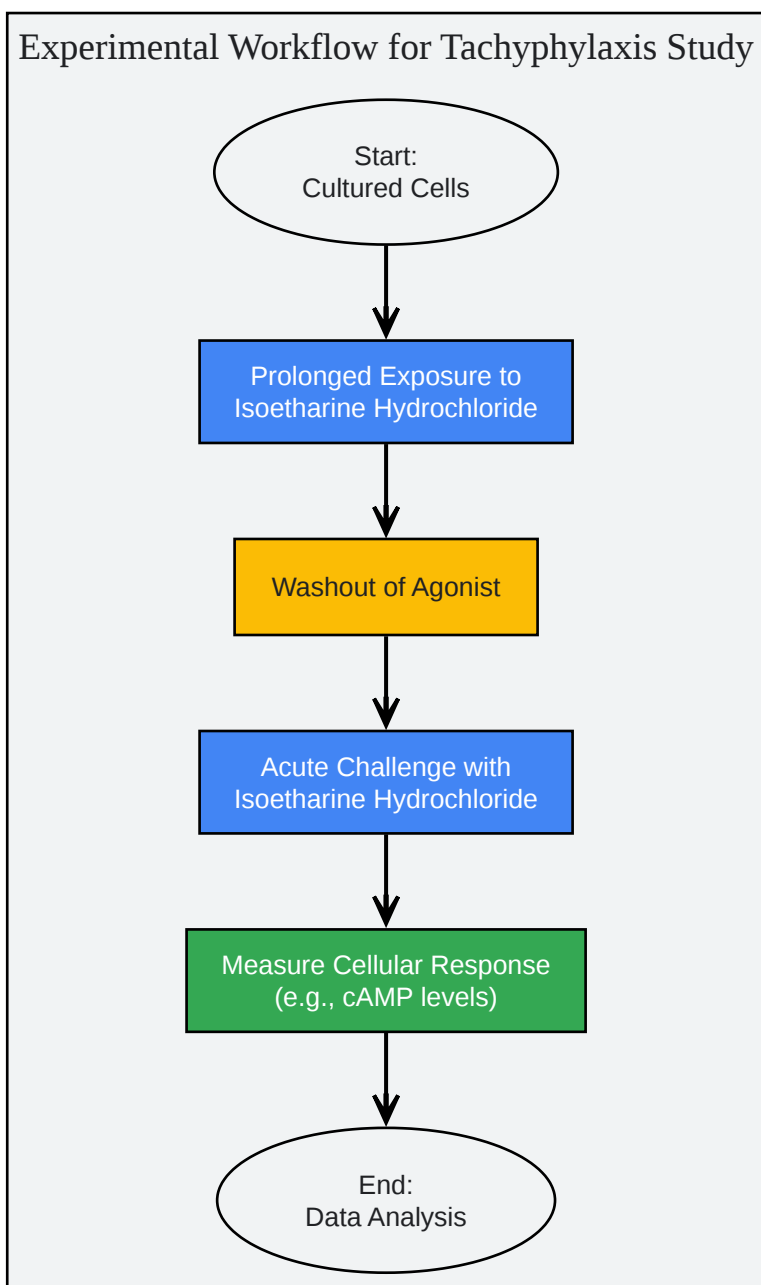 Experimental Workflow for Tachyphylaxis Study
Start:
Cultured Cells
Prolonged Exposure to
Isoetharine Hydrochloride
Washout of Agonist
Acute Challenge with
Isoetharine Hydrochloride
Measure Cellular Response
(e.g., cAMP levels)
End:
Data Analysis